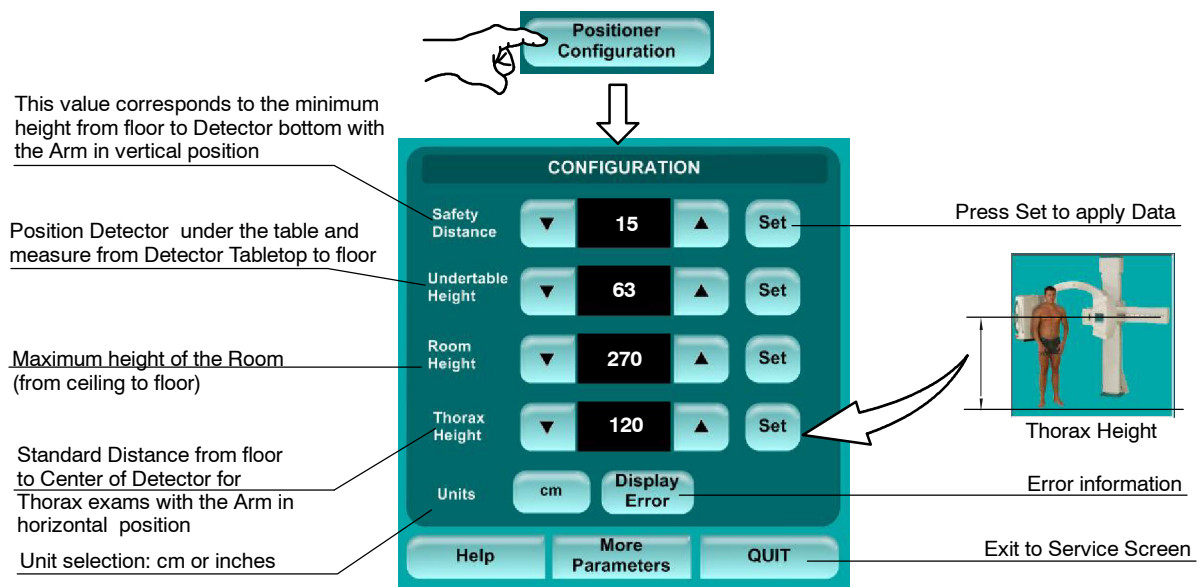 Positioner
Configuration
This value corresponds to the minimum
height from floor to Detector bottom with
the Arm in vertical position
Position Detector under the table and
measure from Detector Tabletop to floor
Maximum height of the Room
(from ceiling to floor)
Standard Distance from floor
to Center of Detector for
Thorax exams with the Arm in
horizontal position
Unit selection: cm or inches
CONFIGURATION
Safety
Distance
▼
15
▲
Set
Undertable
Height
▼
63
▲
Set
Room
Height
▼
270
▲
Set
Thorax
Height
▼
120
▲
Set
Units
cm
Display
Error
Help
More
Parameters
QUIT
Press Set to apply Data
Thorax Height
Error information
Exit to Service Screen